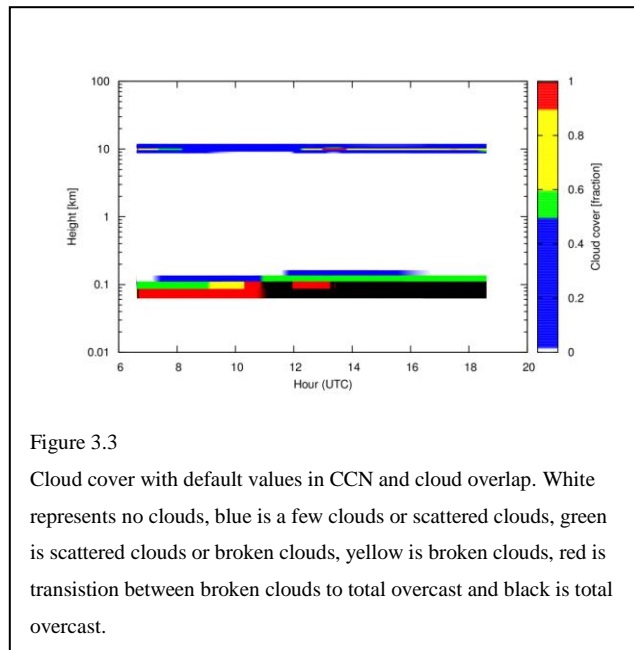 100
10
1
0.1
0.01
Height [km]
6 8 10 12 14 16 18 20
Hour (UTC)
1
0.8
0.6
0.4
0.2
0
Cloud cover [fraction]
Figure 3.3
Cloud cover with default values in CCN and cloud overlap. White
represents no clouds, blue is a few clouds or scattered clouds, green
is scattered clouds or broken clouds, yellow is broken clouds, red is
transistion between broken clouds to total overcast and black is total
overcast.